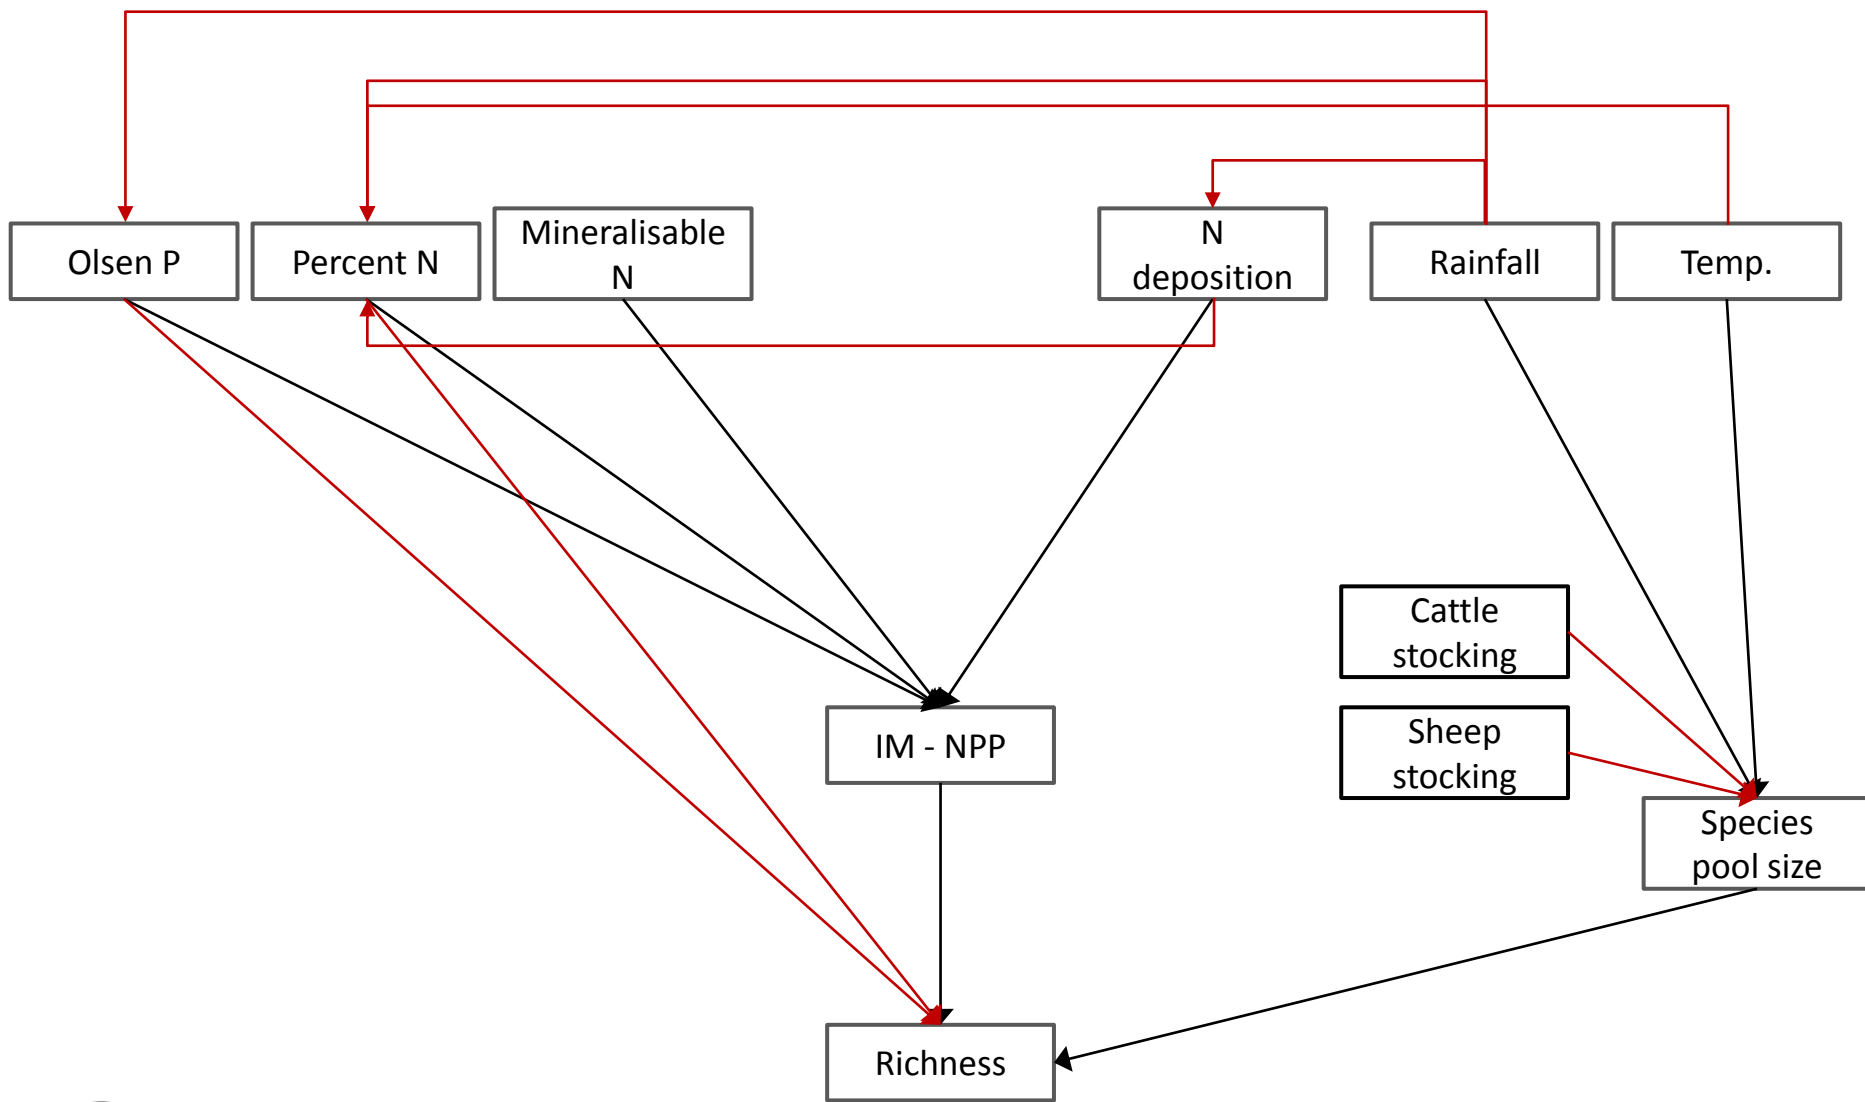 Olsen P
Percent N
Mineralisable
N
N
deposition
Rainfall
Temp.
Cattle
stocking
IM - NPP
Sheep
stocking
Species
pool size
Richness